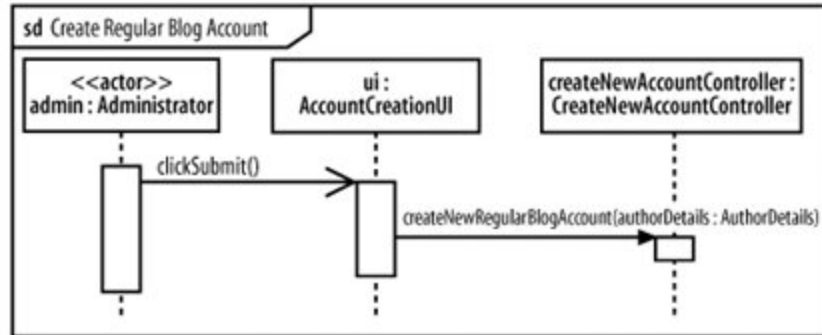 sd Create Regular Blog Account
<<actor>>
admin : Administrator
ui :
AccountCreationUI
createNewAccountController :
CreateNewAccountController
clickSubmit()
createNewRegularBlogAccount(authorDetails : AuthorDetails)